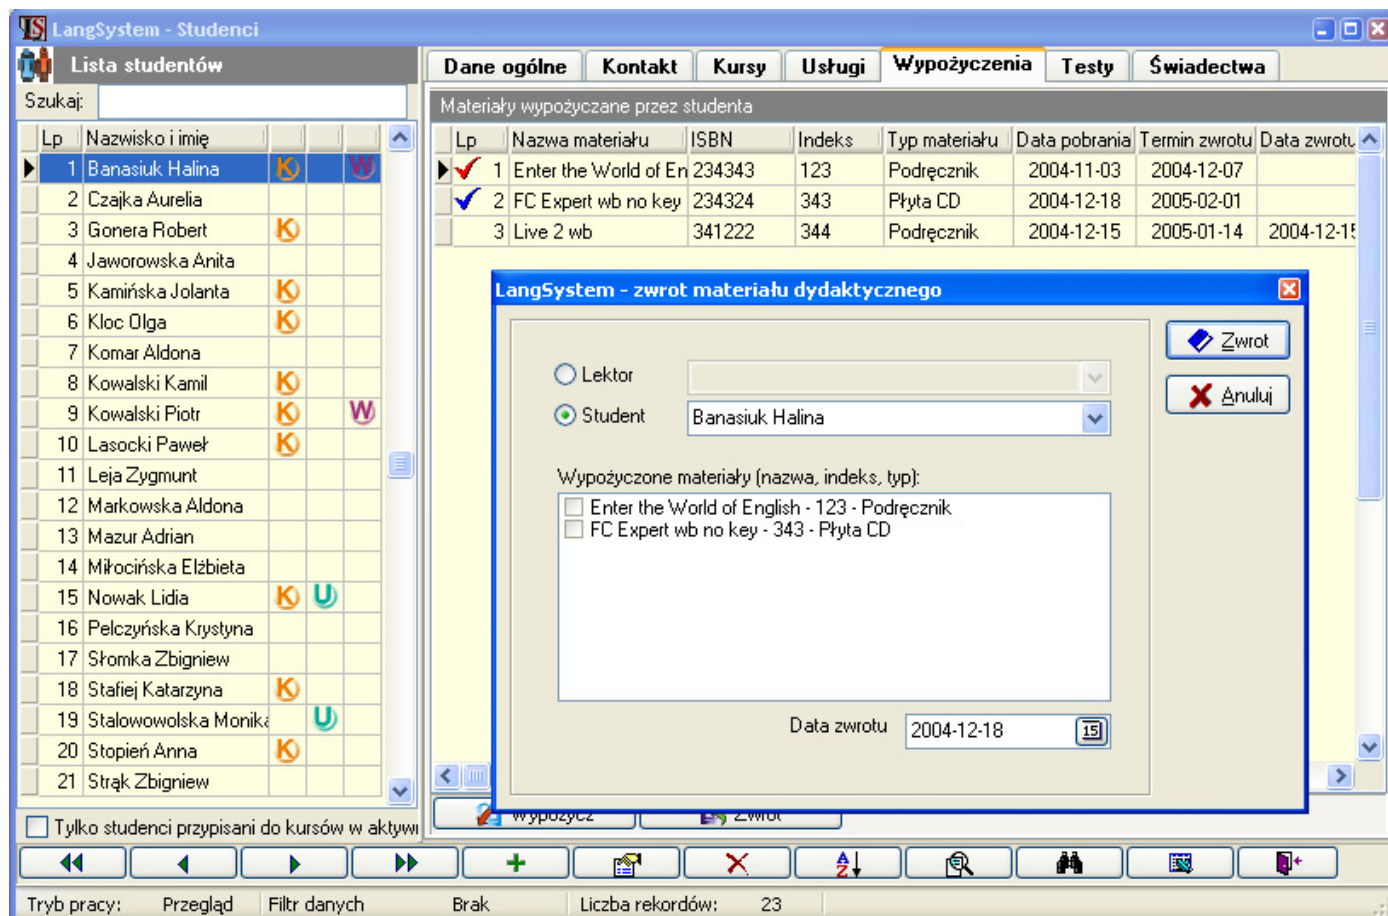 LangSystem - Studenci
Lista studentów
Szukaj:
Lp Nazwisko i imię
1 Banasiuk Halina K W
2 Czajka Aurelia
3 Gonera Robert K
4 Jaworowska Anita
5 Kamińska Jolanta K
6 Kloc Olga K
7 Komar Aldona
8 Kowalski Kamil K
9 Kowalski Piotr K W
10 Lasocki Paweł K
11 Leja Zygmunt
12 Markowska Aldona
13 Mazur Adrian
14 Miłocińska Elżbieta
15 Nowak Lidia K U
16 Pelczyńska Krystyna
17 Słomka Zbigniew
18 Stafiej Katarzyna K
19 Stalowowolska Monika U
20 Stopień Anna K
21 Strąk Zbigniew
Tylko studenci przypisani do kursów w aktywn
Dane ogólne Kontakt Kursy Usługi Wypożyczenia Testy Świadectwa
Materiały wypożyczane przez studenta
Lp Nazwa materiału ISBN Indeks Typ materiału Data pobrania Termin zwrotu Data zwrotu
1 Enter the World of En 234343 123 Podręcznik 2004-11-03 2004-12-07
2 FC Expert wb no key 234324 343 Płyta CD 2004-12-18 2005-02-01
3 Live 2 wb 341222 344 Podręcznik 2004-12-15 2005-01-14 2004-12-15
LangSystem - zwrot materiału dydaktycznego
Lektor
Student Banasiuk Halina
Zwrot
Anuluj
Wypożyczone materiały (nazwa, indeks, typ):
Enter the World of English - 123 - Podręcznik
FC Expert wb no key - 343 - Płyta CD
Data zwrotu 2004-12-18 15
Wypożycz Zwrot
Tryb pracy: Przegląd Filtr danych Brak Liczba rekordów: 23